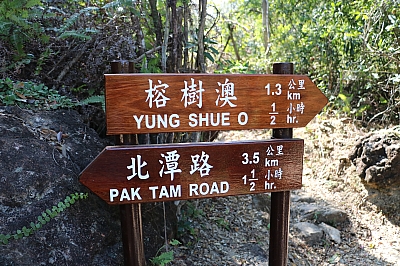 榕樹澳 1.3 公里 km
YUNG SHUE O 1/2 小時 hr.
北潭路 3.5 公里 km
PAK TAM ROAD 1 1/2 小時 hr.